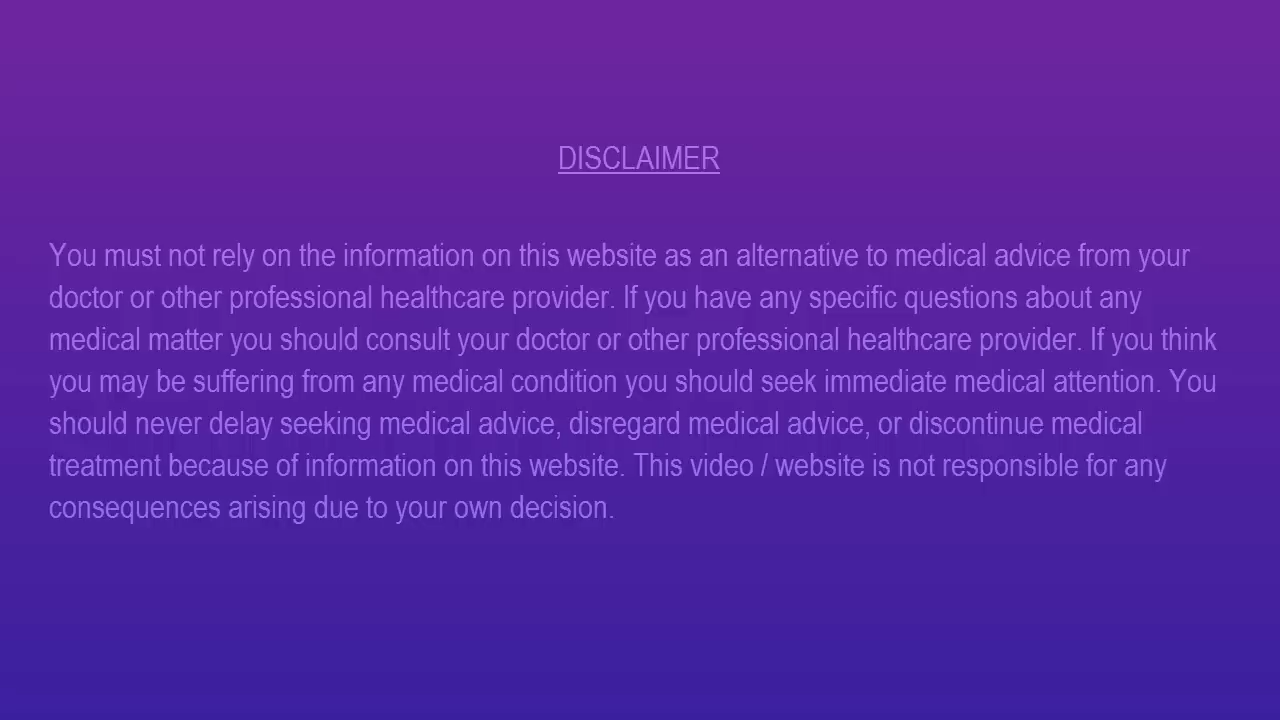 DISCLAIMER
You must not rely on the information on this website as an alternative to medical advice from your
doctor or other professional healthcare provider. If you have any specific questions about any
medical matter you should consult your doctor or other professional healthcare provider. If you think
you may be suffering from any medical condition you should seek immediate medical attention. You
should never delay seeking medical advice, disregard medical advice, or discontinue medical
treatment because of information on this website. This video / website is not responsible for any
consequences arising due to your own decision.